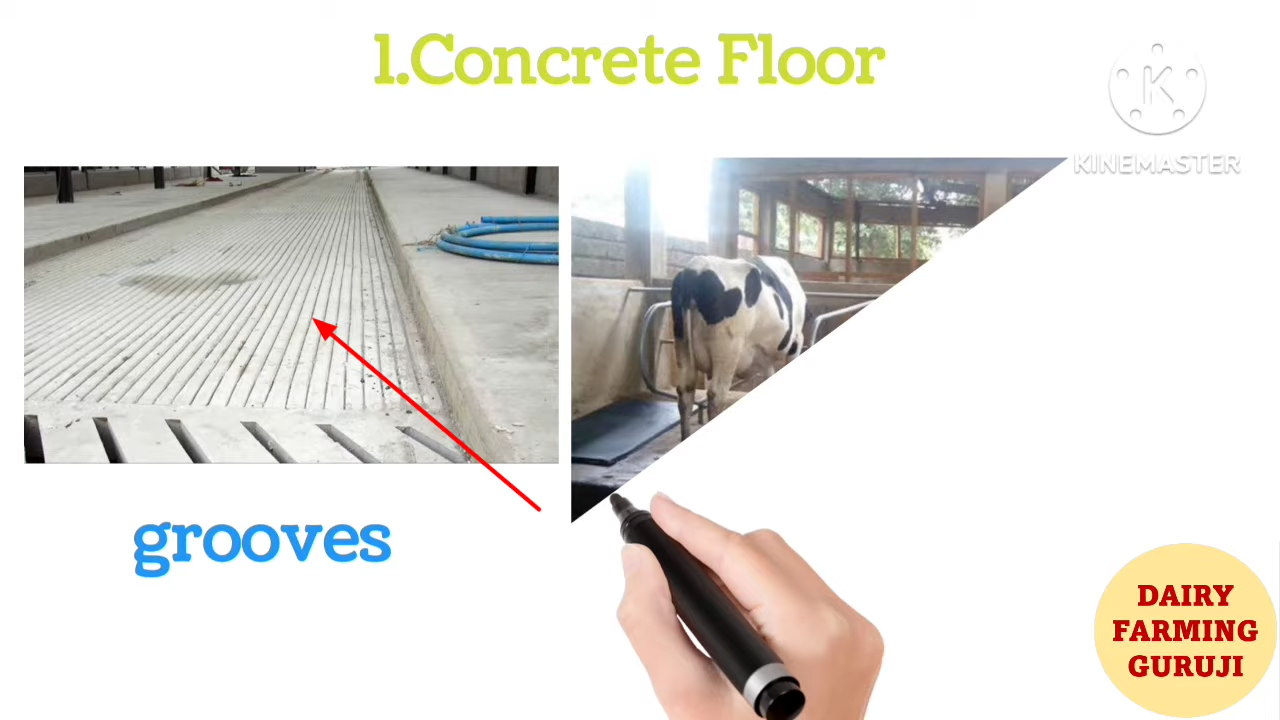 1.Concrete Floor
K
KINEMASTER
grooves
DAIRY
FARMING
GURUJI